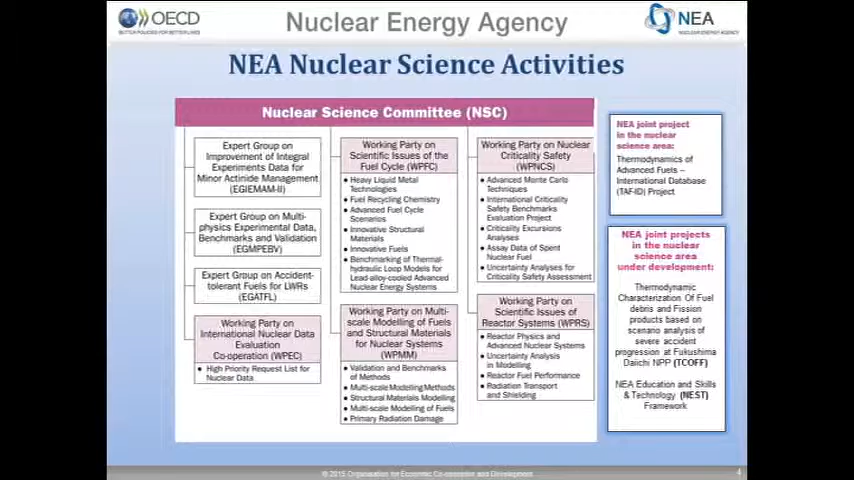 OECD
BETTER POLICIES FOR BETTER LIVES
Nuclear Energy Agency
NEA
NUCLEAR ENERGY AGENCY
NEA Nuclear Science Activities
Nuclear Science Committee (NSC)
Expert Group on
Improvement of Integral
Experiments Data for
Minor Actinide Management
(EGIEMAM-II)
Expert Group on Multi-
physics Experimental Data,
Benchmarks and Validation
(EGMPEBV)
Expert Group on Accident-
tolerant Fuels for LWRs
(EGATFL)
Working Party on
International Nuclear Data
Evaluation
Co-operation (WPEC)
• High Priority Request List for
Nuclear Data
Working Party on
Scientific Issues of the
Fuel Cycle (WPFC)
• Heavy Liquid Metal
Technologies
• Fuel Recycling Chemistry
• Advanced Fuel Cycle
Scenarios
• Innovative Structural
Materials
• Innovative Fuels
• Benchmarking of Thermal-
hydraulic Loop Models for
Lead-alloy-cooled Advanced
Nuclear Energy Systems
Working Party on Multi-
scale Modelling of Fuels
and Structural Materials
for Nuclear Systems
(WPMM)
• Validation and Benchmarks
of Methods
• Multi-scale Modelling Methods
• Structural Materials Modelling
• Multi-scale Modelling of Fuels
• Primary Radiation Damage
Working Party on Nuclear
Criticality Safety
(WPNCS)
• Advanced Monte Carlo
Techniques
• International Criticality
Safety Benchmarks
Evaluation Project
• Criticality Excursions
Analyses
• Assay Data of Spent
Nuclear Fuel
• Uncertainty Analyses for
Criticality Safety Assessment
Working Party on
Scientific Issues of
Reactor Systems (WPRS)
• Reactor Physics and
Advanced Nuclear Systems
• Uncertainty Analysis
in Modelling
• Reactor Fuel Performance
• Radiation Transport
and Shielding
NEA joint project
in the nuclear
science area:
Thermodynamics of
Advanced Fuels –
International Database
(TAF-ID) Project
NEA joint projects
in the nuclear
science area
under development:
Thermodynamic
Characterization Of Fuel
debris and Fission
products based on
scenario analysis of
severe accident
progression at Fukushima
Daiichi NPP (TCOFF)
NEA Education and Skills
& Technology (NEST)
Framework
© 2015 Organisation for Economic Co-operation and Development
4